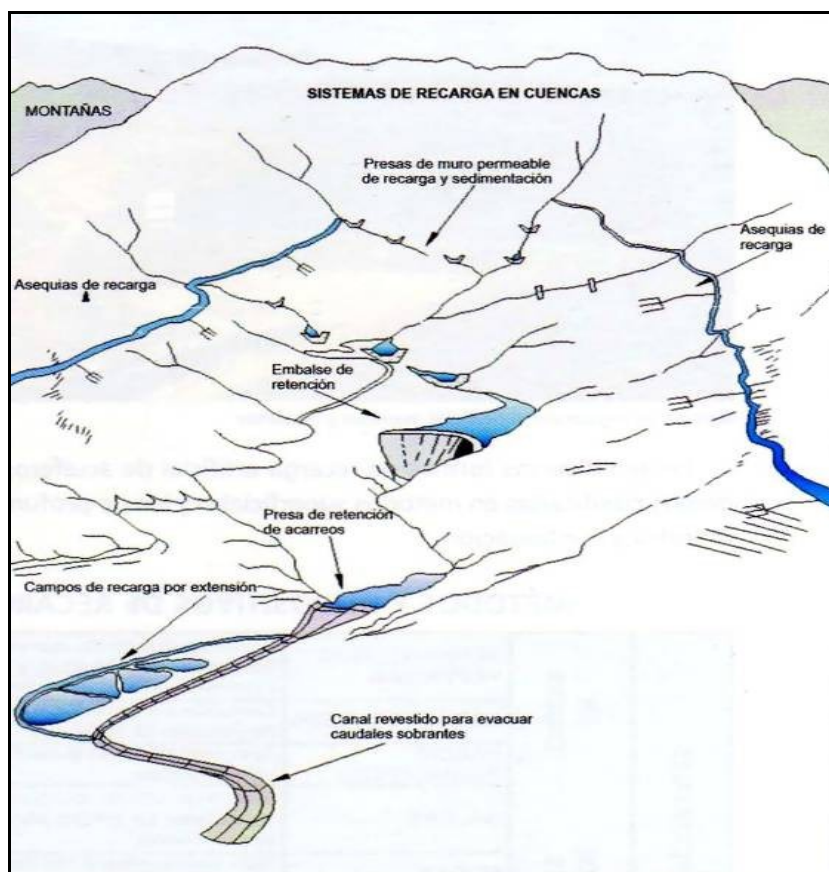 SISTEMAS DE RECARGA EN CUENCAS
MONTAÑAS
Presas de muro permeable
de recarga y sedimentación
Asequias de
recarga
Asequias de recarga
Embalse de
retención
Presa de retención
de acarreos
Campos de recarga por extensión
Canal revestido para evacuar
caudales sobrantes